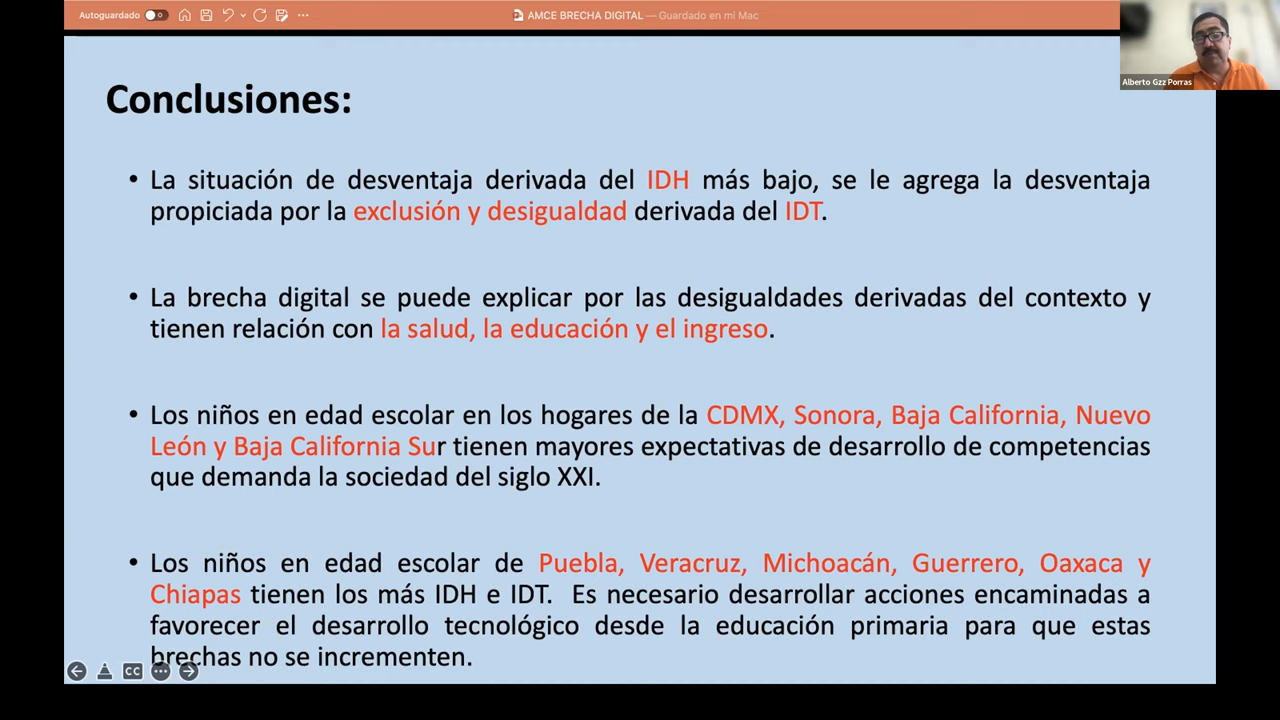 Autoguardado
AMCE BRECHA DIGITAL — Guardado en mi Mac
Alberto Gzz Porras
Conclusiones:
• La situación de desventaja derivada del IDH más bajo, se le agrega la desventaja
propiciada por la exclusión y desigualdad derivada del IDT.
• La brecha digital se puede explicar por las desigualdades derivadas del contexto y
tienen relación con la salud, la educación y el ingreso.
• Los niños en edad escolar en los hogares de la CDMX, Sonora, Baja California, Nuevo
León y Baja California Sur tienen mayores expectativas de desarrollo de competencias
que demanda la sociedad del siglo XXI.
• Los niños en edad escolar de Puebla, Veracruz, Michoacán, Guerrero, Oaxaca y
Chiapas tienen los más IDH e IDT. Es necesario desarrollar acciones encaminadas a
favorecer el desarrollo tecnológico desde la educación primaria para que estas
brechas no se incrementen.
CC